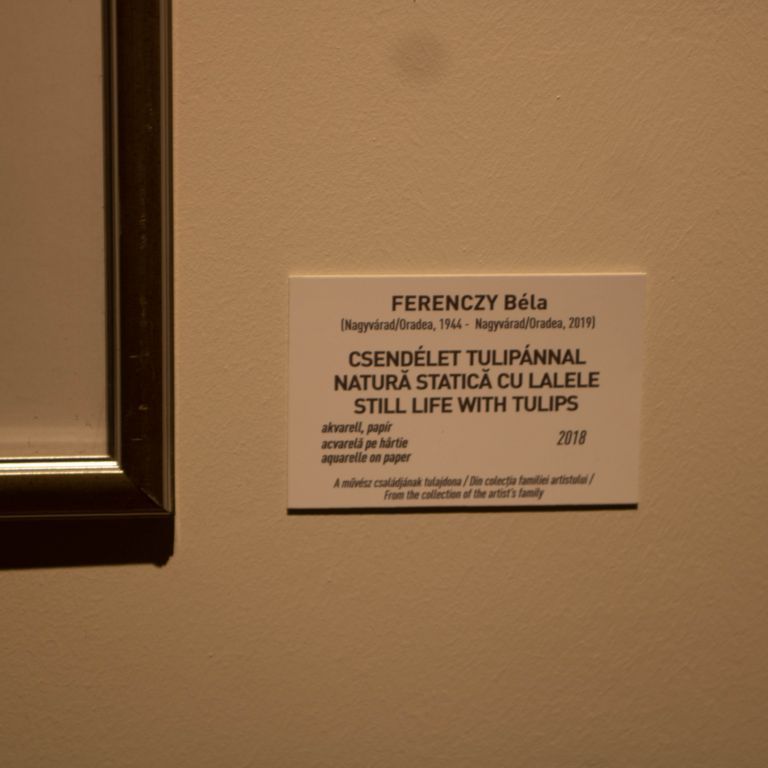 FERENCZY Béla
(Nagyvárad/Oradea, 1944 - Nagyvárad/Oradea, 2019)
CSENDÉLET TULIPÁNNAL
NATURĂ STATICĂ CU LALELE
STILL LIFE WITH TULIPS
akvarell, papír
acvarelă pe hârtie
aquarelle on paper
2018
A művész családjának tulajdona / Din colecția familiei artistului /
From the collection of the artist's family